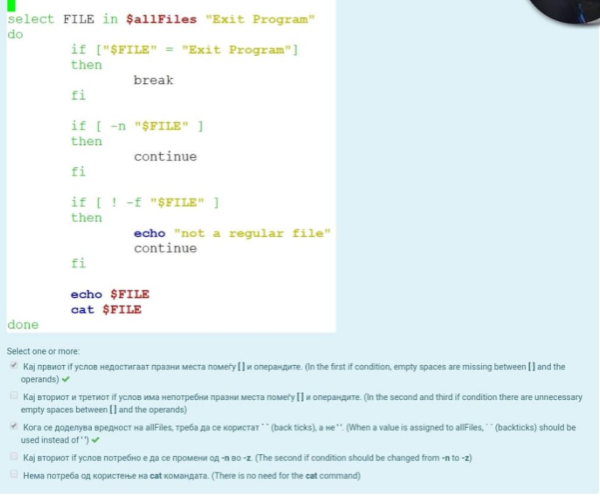 select FILE in $allFiles "Exit Program"
do
if ["$FILE" = "Exit Program"]
then
break
fi
if [ -n "$FILE" ]
then
continue
fi
if [ ! -f "$FILE" ]
then
echo "not a regular file"
continue
fi
echo $FILE
cat $FILE
done
Select one or more:
Кај првиот if услов недостигаат празни места помеѓу [ ] и операндите. (In the first if condition, empty spaces are missing between [ ] and the
operands)
Кај вториот и третиот if услов има непотребни празни места помеѓу [ ] и операндите. (In the second and third if condition there are unnecessary
empty spaces between [ ] and the operands)
Кога се доделува вредност на allFiles, треба да се користат ` ` (back ticks), а не ' '. (When a value is assigned to allFiles, ` ` (backticks) should be
used instead of ' ')
Кај вториот if услов потребно е да се промени од -n во -z. (The second if condition should be changed from -n to -z)
Нема потреба од користење на cat командата. (There is no need for the cat command)